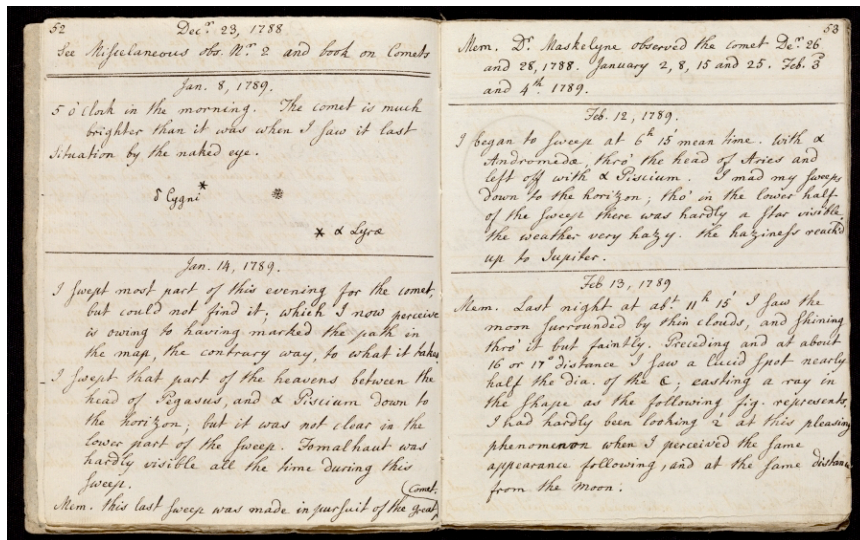 52
Decr. 23, 1788
See Miscelaneous obs. Nr. 2 and book on Comets
Jan. 8, 1789.
5 o'clock in the morning. The comet is much
brighter than it was when I saw it last
Situation by the naked eye.
δ Cygni
α Lyræ
Jan. 14, 1789.
I swept most part of this evening for the comet,
but could not find it; which I now perceive
is owing to having marked the path in
the map, the contrary way, to what it takes
I swept that part of the heavens between the
head of Pegasus, and α Piscium down to
the horizon; but it was not clear in the
lower part of the Sweep. Fomalhaut was
hardly visible all the time during this
Sweep.
Mem. this last sweep was made in pursuit of the great
Comet.
53
Mem. Dr. Maskelyne observed the comet Der. 26
and 28, 1788. January 2, 8, 15 and 25. Feb. 3
and 4th. 1789.
Feb. 12, 1789.
I began to sweep at 6h 15' mean time. With α
Andromedæ, thro' the head of Aries and
left off with α Piscium. I mad my sweeps
down to the horizon; tho' in the lower half
of the Sweep there was hardly a star visible.
the weather very hazy. the haziness reach'd
up to Jupiter.
Feb 13, 1789
Mem. Last night at abt. 11h 15' I saw the
moon surrounded by thin clouds, and shining
thro' it but faintly. Preceding and at about
16 or 17° distance I saw a lucid spot nearly
half the dia. of the ☾; casting a ray in
the shape as the following fig. represents.
I had hardly been looking 2' at this pleasing
phenomenon when I perceived the same
appearance following, and at the same distance
from the moon.